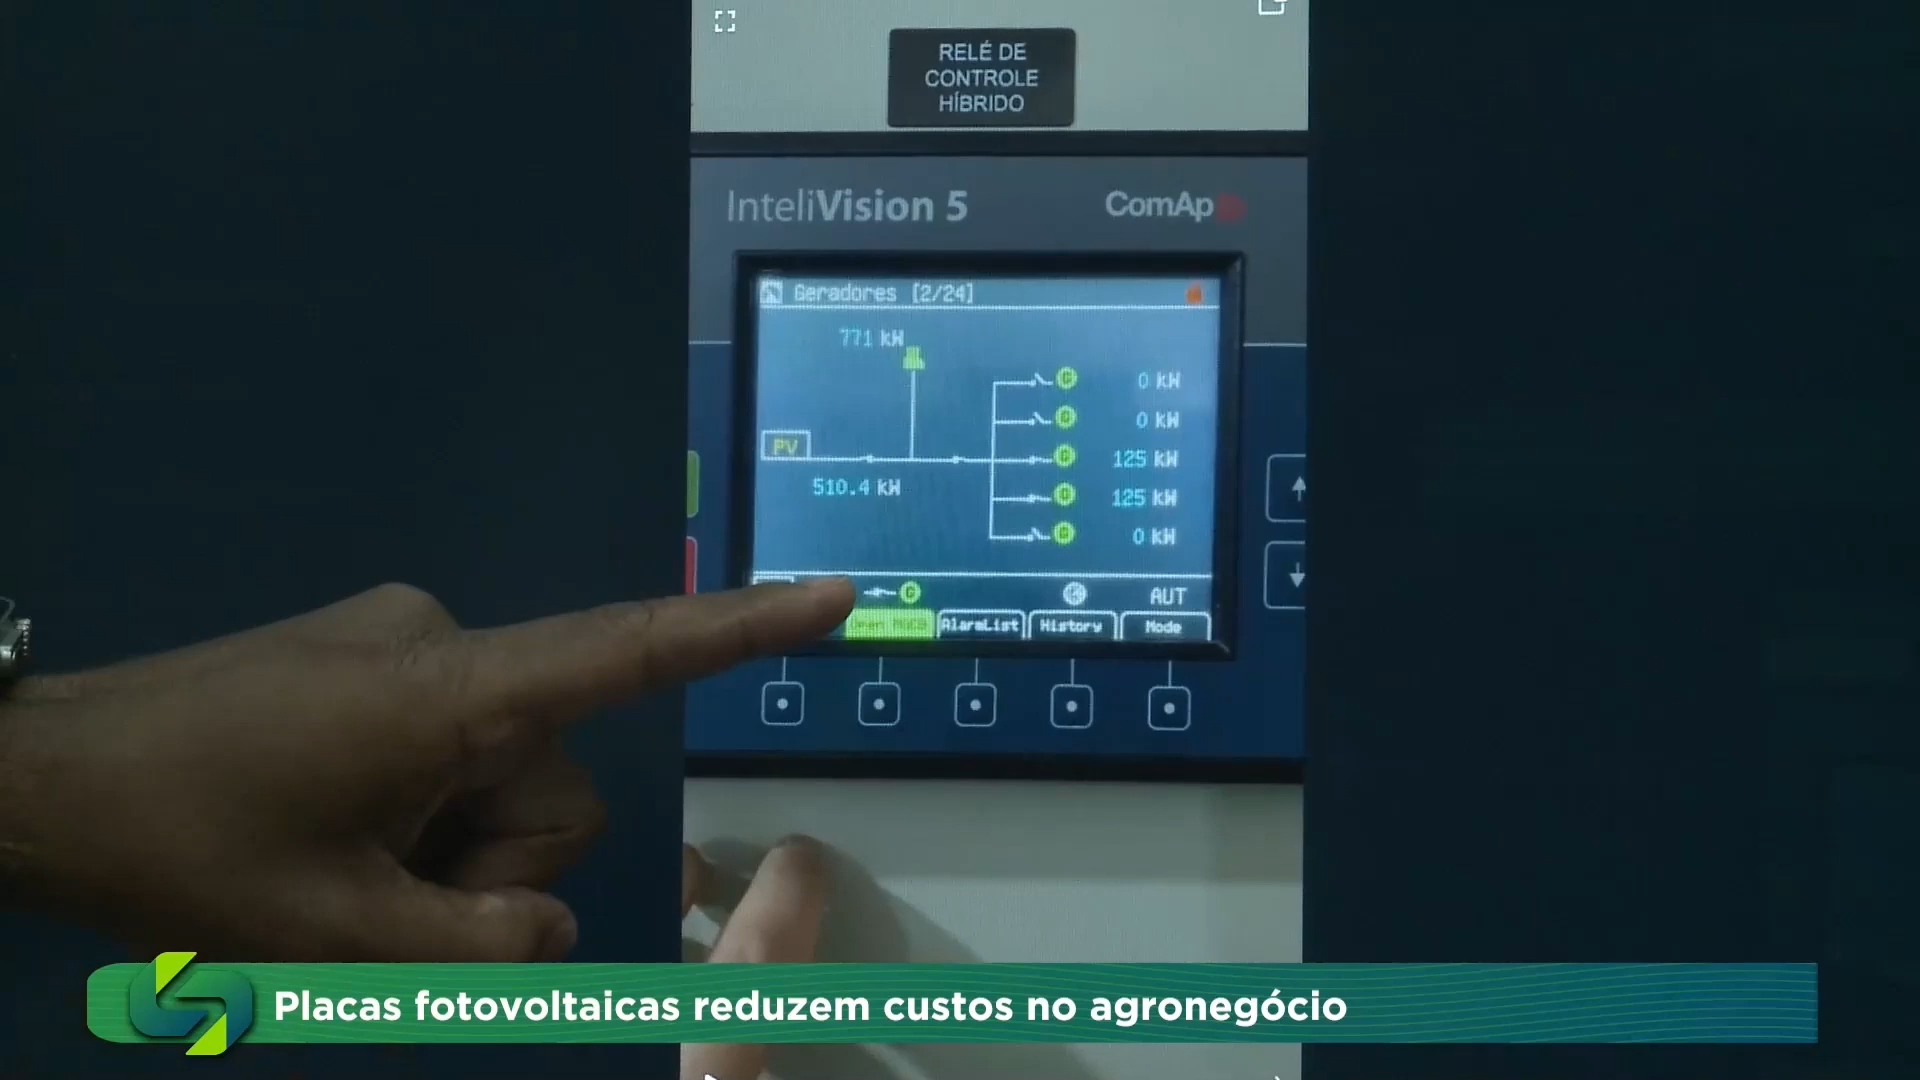 RELÉ DE
CONTROLE
HÍBRIDO
InteliVision 5
ComAp
Geradores [2/24]
771 kW
0 kW
0 kW
PV
125 kW
510.4 kW
125 kW
0 kW
AUT
AlarmList
History
Mode
Placas fotovoltaicas reduzem custos no agronegócio